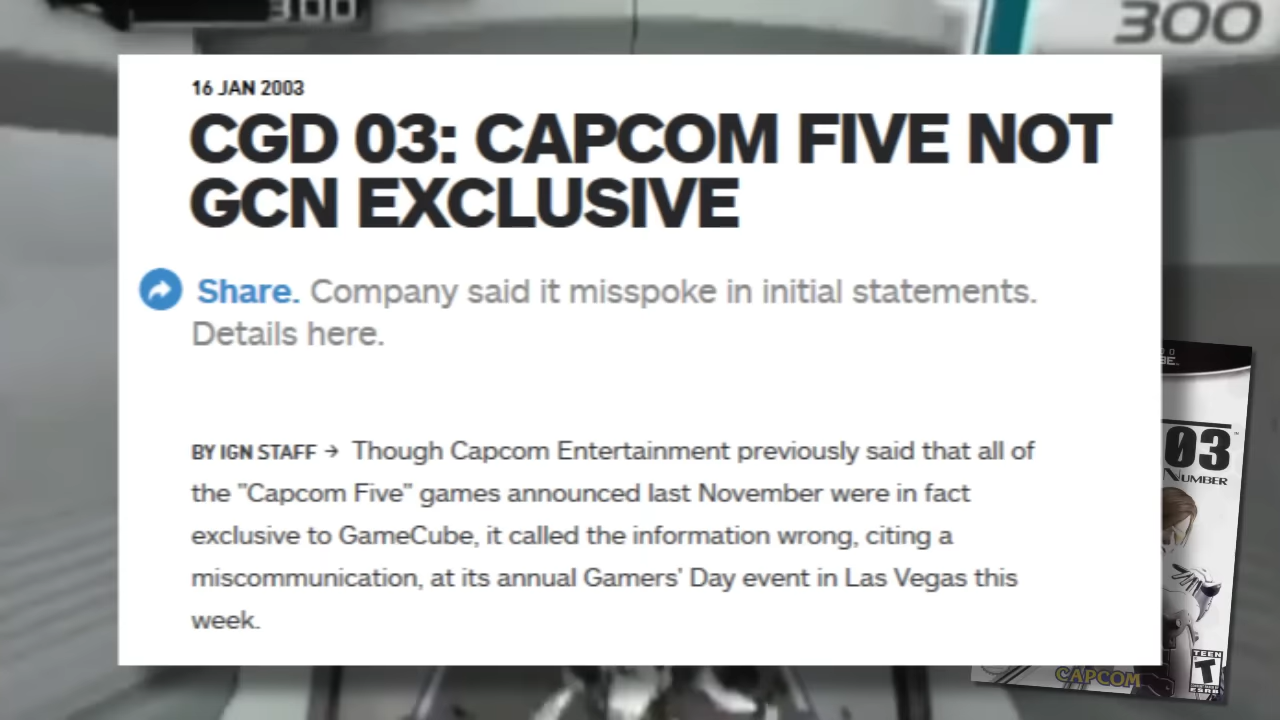 300
300
16 JAN 2003
CGD 03: CAPCOM FIVE NOT
GCN EXCLUSIVE
Share. Company said it misspoke in initial statements.
Details here.
BY IGN STAFF → Though Capcom Entertainment previously said that all of
the "Capcom Five" games announced last November were in fact
exclusive to GameCube, it called the information wrong, citing a
miscommunication, at its annual Gamers' Day event in Las Vegas this
week.
03
NUMBER
TEEN
T
ESRB
CAPCOM